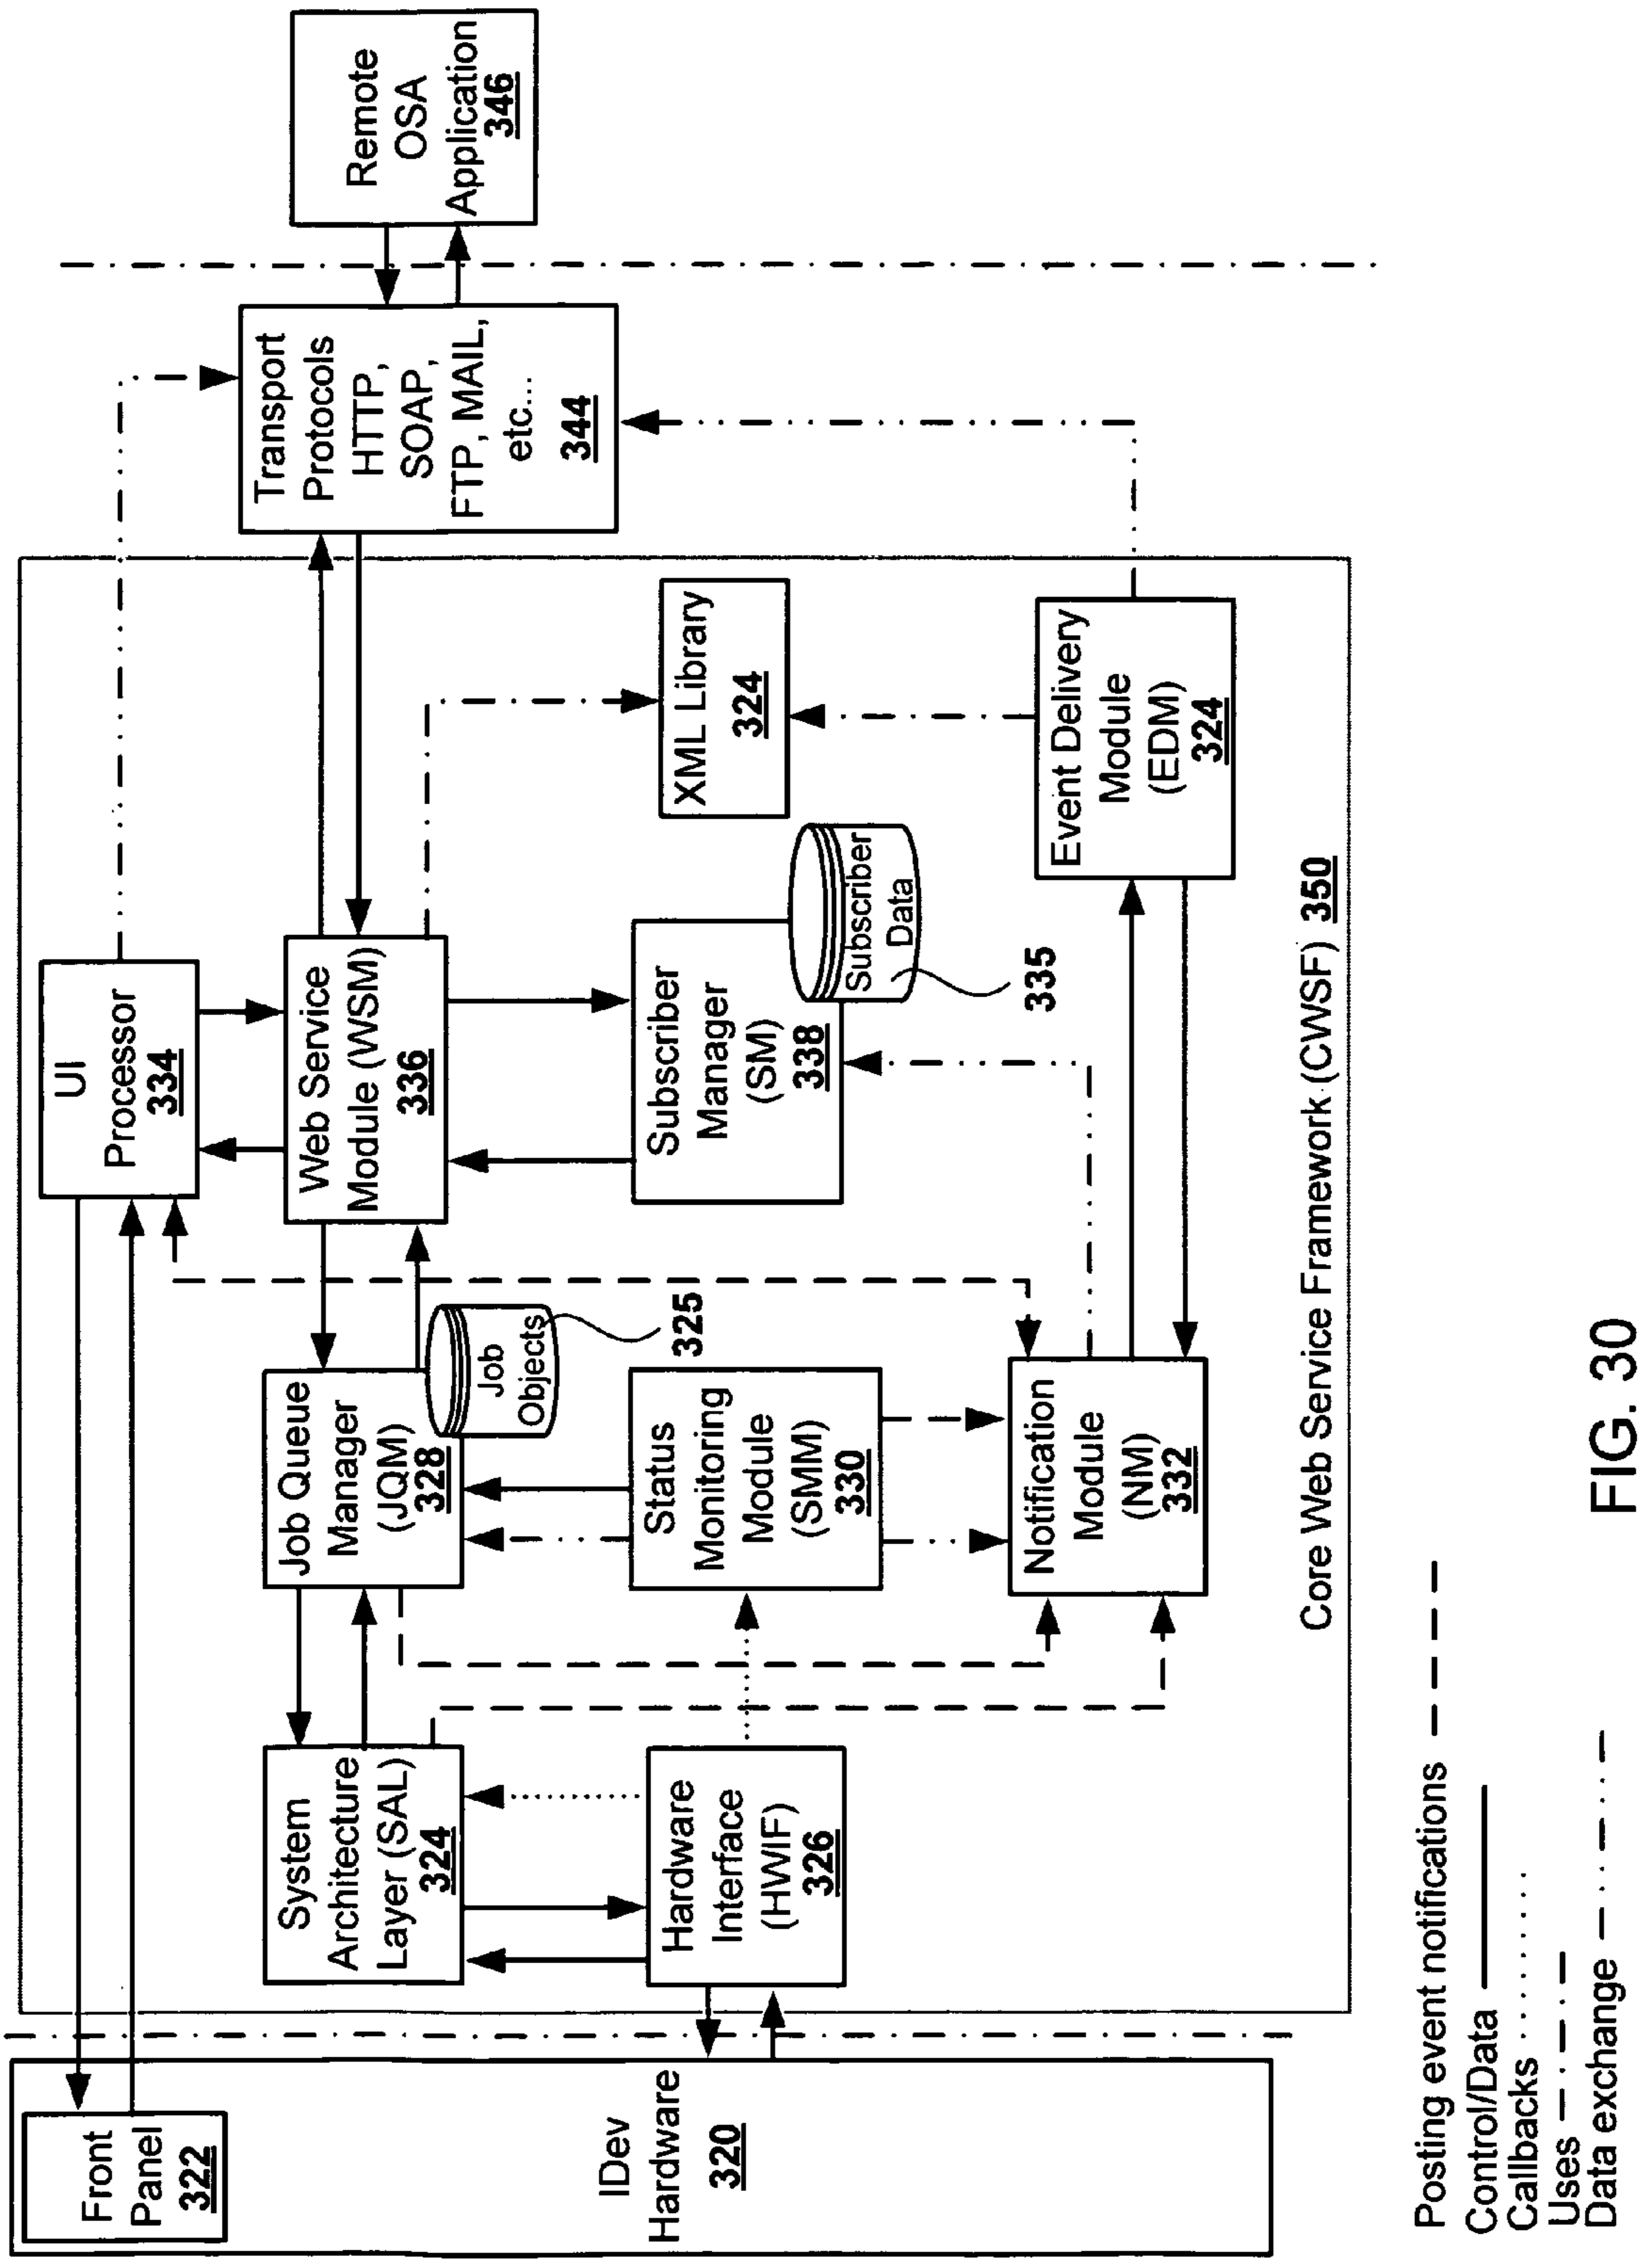 Front
Panel
322
IDev
Hardware
320
UI
Processor
334
System
Architecture
Layer (SAL)
324
Job Queue
Manager
(JQM)
328
Job
Objects
325
Web Service
Module (WSM)
336
Transport
Protocols
HTTP,
SOAP,
FTP, MAIL,
etc...
344
Remote
OSA
Application
346
Hardware
Interface
(HWIF)
326
Status
Monitoring
Module
(SMM)
330
Subscriber
Manager
(SM)
338
Subscriber
Data
335
XML Library
324
Notification
Module
(NM)
332
Event Delivery
Module
(EDM)
324
Core Web Service Framework (CWSF) 350
Posting event notifications
Control/Data
Callbacks
Uses
Data exchange
FIG. 30